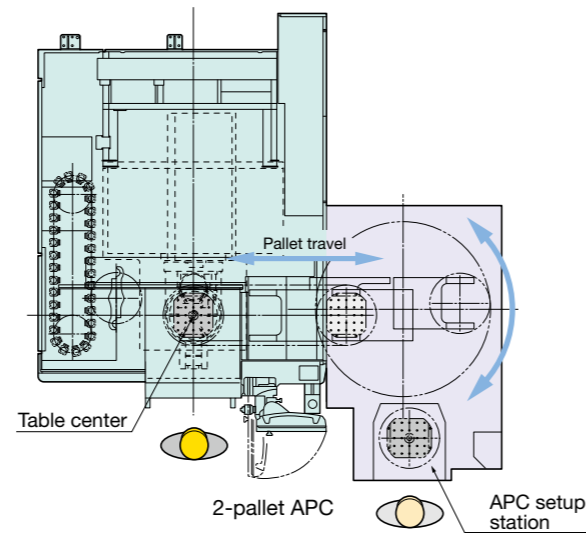 Pallet travel
Table center
2-pallet APC
APC setup
station